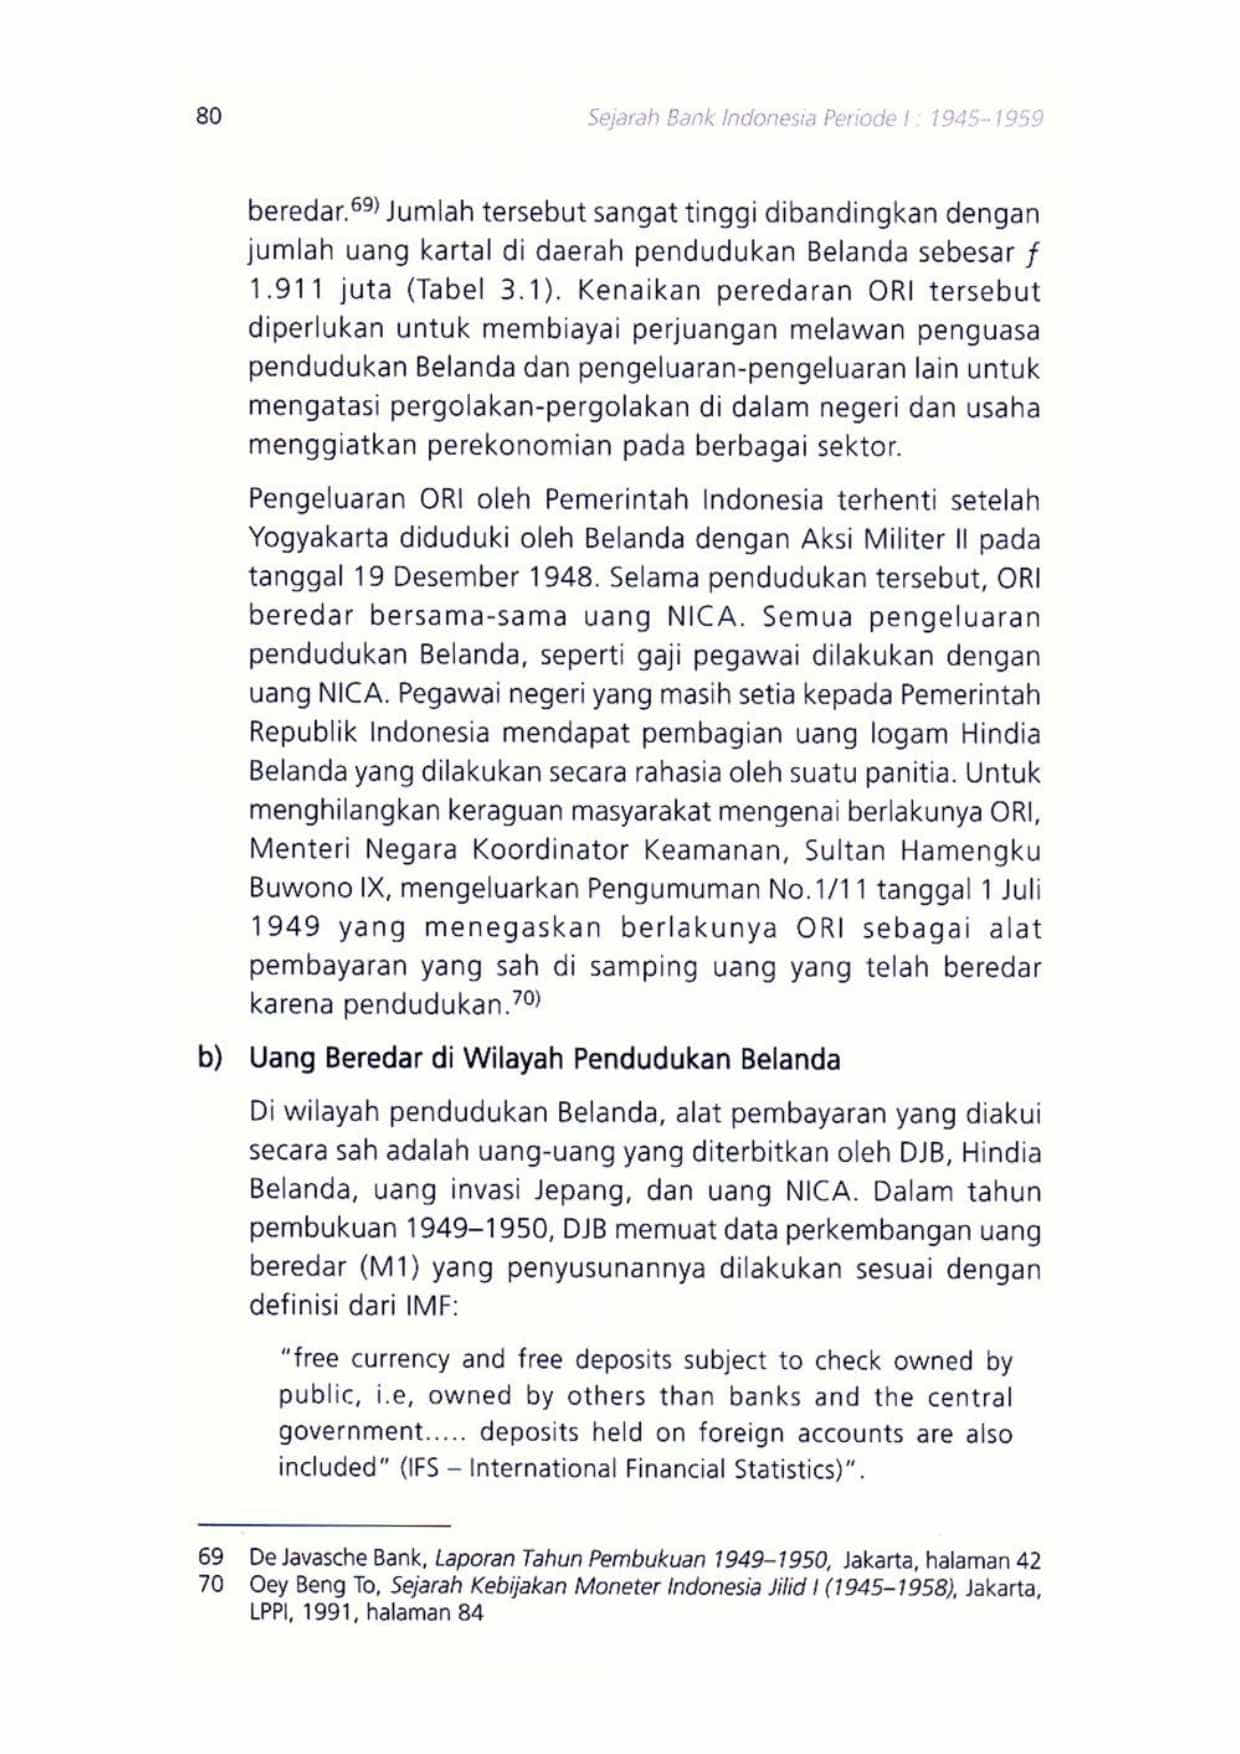 80
Sejarah Bank Indonesia Periode I : 1945–1959
beredar.69) Jumlah tersebut sangat tinggi dibandingkan dengan
jumlah uang kartal di daerah pendudukan Belanda sebesar ƒ
1.911 juta (Tabel 3.1). Kenaikan peredaran ORI tersebut
diperlukan untuk membiayai perjuangan melawan penguasa
pendudukan Belanda dan pengeluaran-pengeluaran lain untuk
mengatasi pergolakan-pergolakan di dalam negeri dan usaha
menggiatkan perekonomian pada berbagai sektor.
Pengeluaran ORI oleh Pemerintah Indonesia terhenti setelah
Yogyakarta diduduki oleh Belanda dengan Aksi Militer II pada
tanggal 19 Desember 1948. Selama pendudukan tersebut, ORI
beredar bersama-sama uang NICA. Semua pengeluaran
pendudukan Belanda, seperti gaji pegawai dilakukan dengan
uang NICA. Pegawai negeri yang masih setia kepada Pemerintah
Republik Indonesia mendapat pembagian uang logam Hindia
Belanda yang dilakukan secara rahasia oleh suatu panitia. Untuk
menghilangkan keraguan masyarakat mengenai berlakunya ORI,
Menteri Negara Koordinator Keamanan, Sultan Hamengku
Buwono IX, mengeluarkan Pengumuman No.1/11 tanggal 1 Juli
1949 yang menegaskan berlakunya ORI sebagai alat
pembayaran yang sah di samping uang yang telah beredar
karena pendudukan.70)
b) Uang Beredar di Wilayah Pendudukan Belanda
Di wilayah pendudukan Belanda, alat pembayaran yang diakui
secara sah adalah uang-uang yang diterbitkan oleh DJB, Hindia
Belanda, uang invasi Jepang, dan uang NICA. Dalam tahun
pembukuan 1949–1950, DJB memuat data perkembangan uang
beredar (M1) yang penyusunannya dilakukan sesuai dengan
definisi dari IMF:
"free currency and free deposits subject to check owned by
public, i.e, owned by others than banks and the central
government..... deposits held on foreign accounts are also
included" (IFS – International Financial Statistics)".
69 De Javasche Bank, Laporan Tahun Pembukuan 1949–1950, Jakarta, halaman 42
70 Oey Beng To, Sejarah Kebijakan Moneter Indonesia Jilid I (1945–1958), Jakarta,
LPPI, 1991, halaman 84